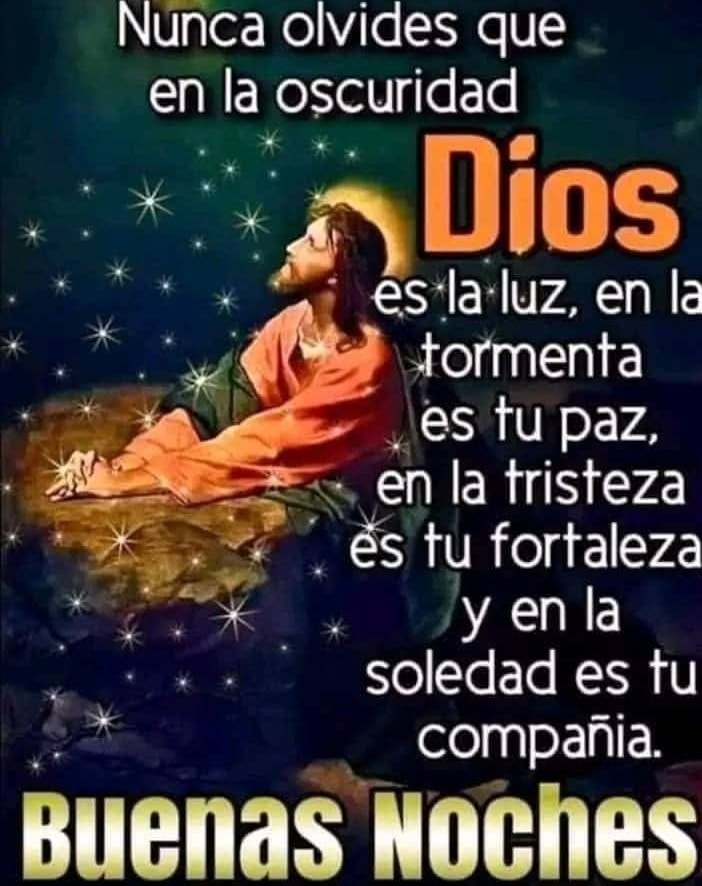 Nunca olvides que
en la oscuridad
Dios
es la luz, en la
tormenta
es tu paz,
en la tristeza
es tu fortaleza
y en la
soledad es tu
compañia.
Buenas Noches